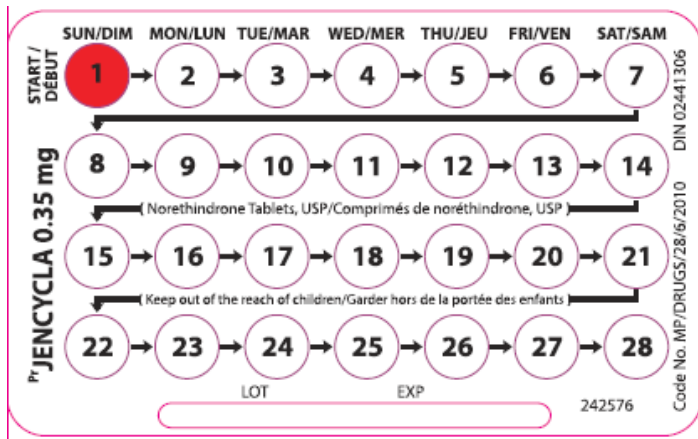 SUN/DIM MON/LUN TUE/MAR WED/MER THU/JEU FRI/VEN SAT/SAM
START /
DÉBUT
1 2 3 4 5 6 7
8 9 10 11 12 13 14
( Norethindrone Tablets, USP/Comprimés de noréthindrone, USP )
15 16 17 18 19 20 21
( Keep out of the reach of children/Garder hors de la portée des enfants )
22 23 24 25 26 27 28
LOT EXP
242576
Pr JENCYCLA 0.35 mg
Code No. MP/DRUGS/28/6/2010 DIN 02441306